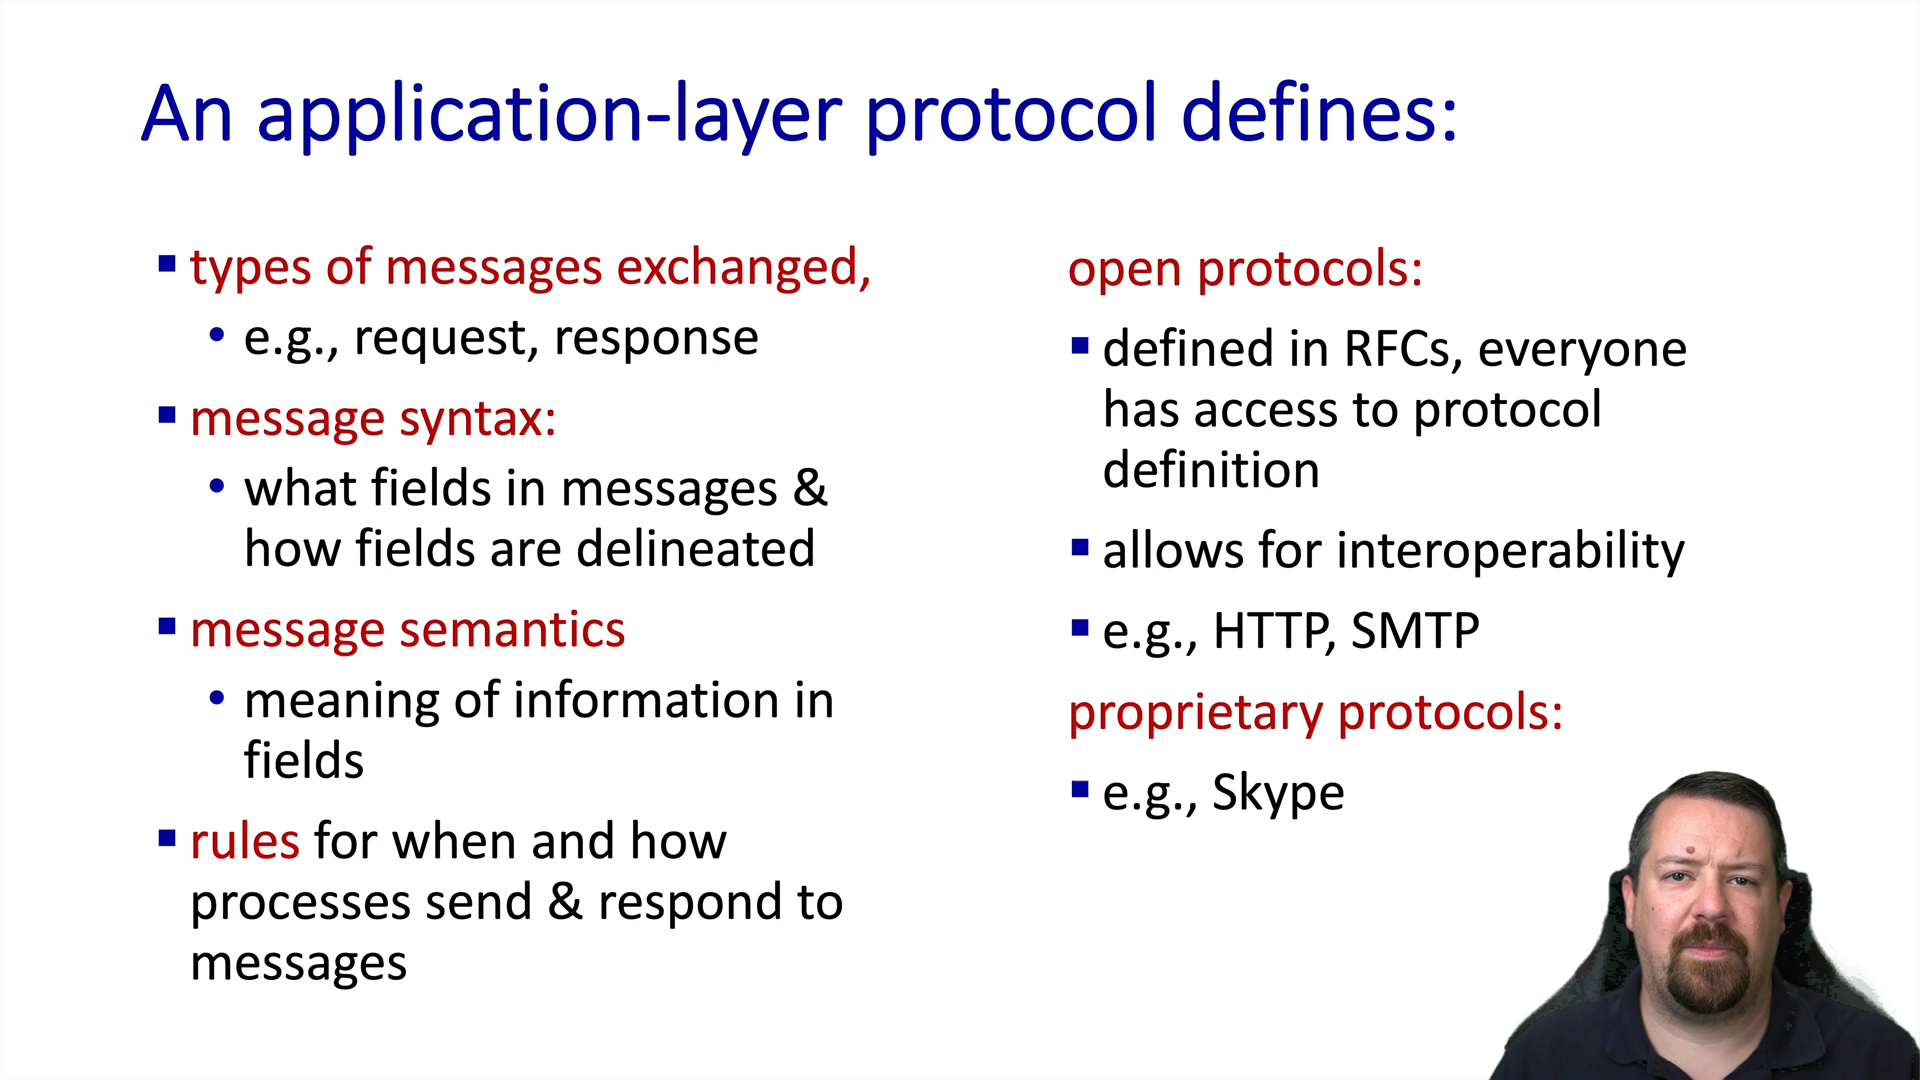 An application-layer protocol defines:
types of messages exchanged,
e.g., request, response
message syntax:
what fields in messages &
how fields are delineated
message semantics
meaning of information in
fields
rules for when and how
processes send & respond to
messages
open protocols:
defined in RFCs, everyone
has access to protocol
definition
allows for interoperability
e.g., HTTP, SMTP
proprietary protocols:
e.g., Skype